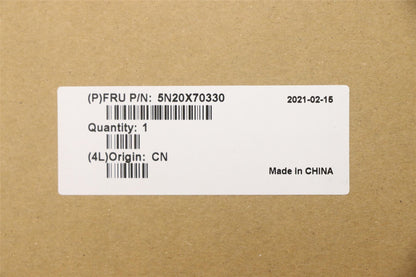 (P)FRU P/N: 5N20X70330 2021-02-15
Quantity: 1
(4L)Origin: CN
Made in CHINA